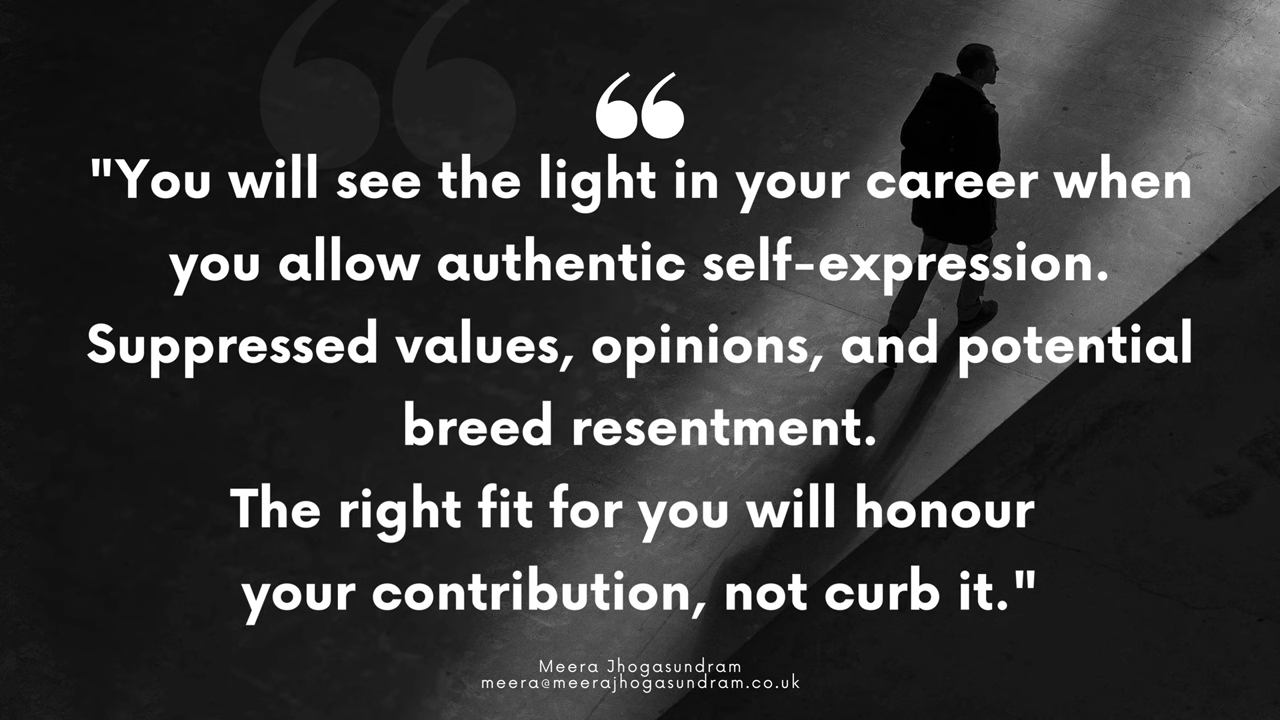 "You will see the light in your career when
you allow authentic self-expression.
Suppressed values, opinions, and potential
breed resentment.
The right fit for you will honour
your contribution, not curb it."
Meera Jhogasundram
meera@meerajhogasundram.co.uk